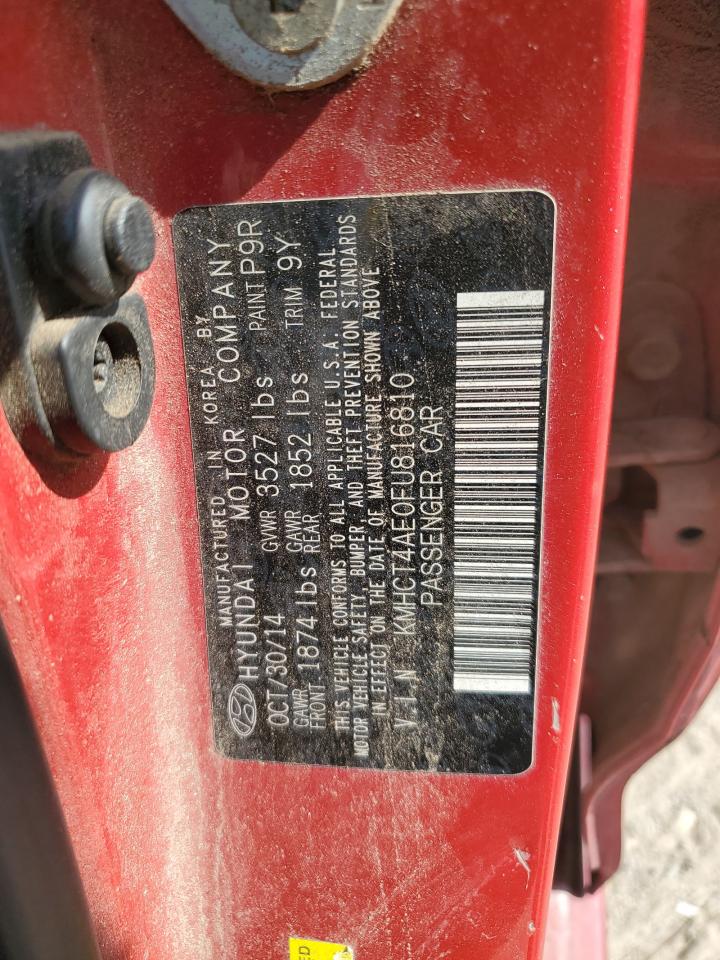 MANUFACTURED IN KOREA BY
HYUNDAI MOTOR COMPANY
OCT/30/14 GVWR 3527 lbs PAINT P9R
GAWR FRONT 1874 lbs GAWR REAR 1852 lbs TRIM 9Y
THIS VEHICLE CONFORMS TO ALL APPLICABLE U.S.A. FEDERAL
MOTOR VEHICLE SAFETY, BUMPER, AND THEFT PREVENTION STANDARDS
IN EFFECT ON THE DATE OF MANUFACTURE SHOWN ABOVE
V.I.N KMHCT4AE0FU816810
PASSENGER CAR